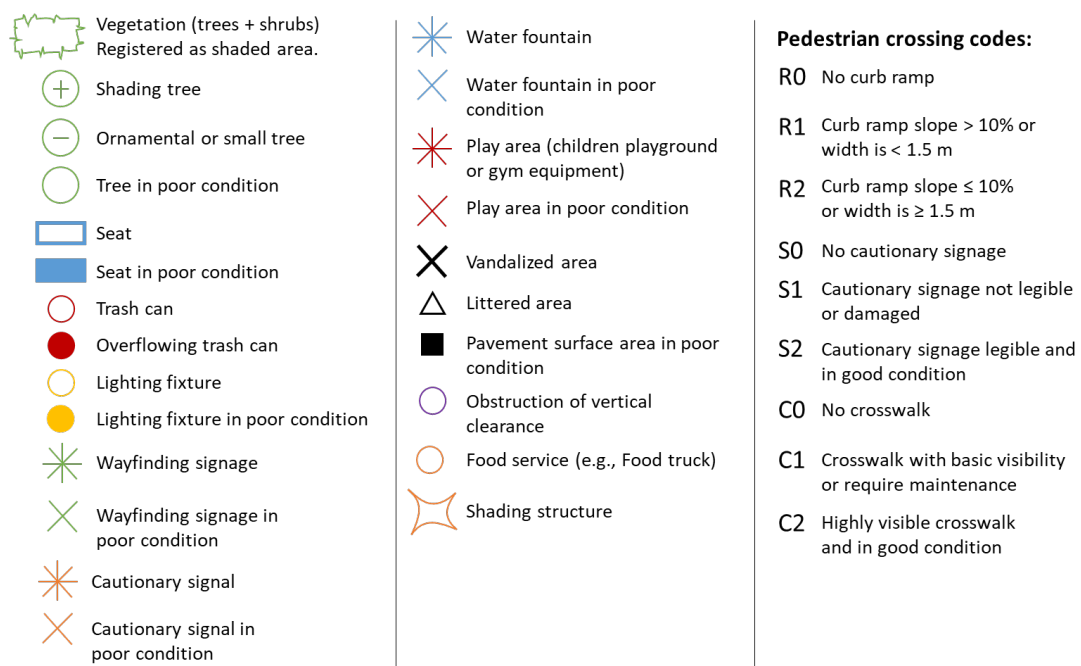 Vegetation (trees + shrubs)
Registered as shaded area.
Shading tree
Ornamental or small tree
Tree in poor condition
Seat
Seat in poor condition
Trash can
Overflowing trash can
Lighting fixture
Lighting fixture in poor condition
Wayfinding signage
Wayfinding signage in
poor condition
Cautionary signal
Cautionary signal in
poor condition
Water fountain
Water fountain in poor
condition
Play area (children playground
or gym equipment)
Play area in poor condition
Vandalized area
Littered area
Pavement surface area in poor
condition
Obstruction of vertical
clearance
Food service (e.g., Food truck)
Shading structure
Pedestrian crossing codes:
R0 No curb ramp
R1 Curb ramp slope > 10% or
width is < 1.5 m
R2 Curb ramp slope ≤ 10%
or width is ≥ 1.5 m
S0 No cautionary signage
S1 Cautionary signage not legible
or damaged
S2 Cautionary signage legible and
in good condition
C0 No crosswalk
C1 Crosswalk with basic visibility
or require maintenance
C2 Highly visible crosswalk
and in good condition